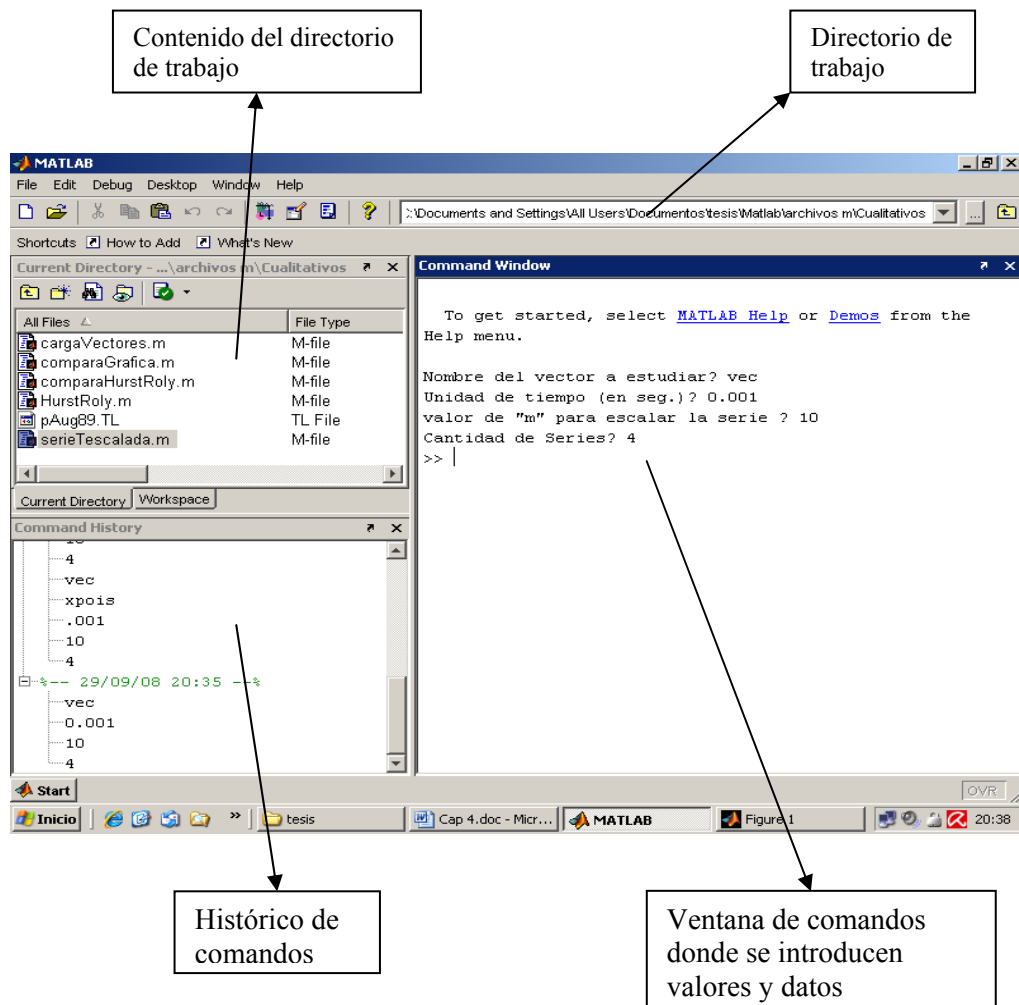 Contenido del directorio
de trabajo
Directorio de
trabajo
MATLAB
File Edit Debug Desktop Window Help
:\Documents and Settings\All Users\Documentos\tesis\Matlab\archivos m\Cualitativos
...
Shortcuts How to Add What's New
Current Directory - ...\archivos m\Cualitativos
All Files File Type
cargaVectores.m M-file
comparaGrafica.m M-file
comparaHurstRoly.m M-file
HurstRoly.m M-file
pAug89.TL TL File
serieTescalada.m M-file
Current Directory Workspace
Command History
10
4
vec
xpois
.001
10
4
%-- 29/09/08 20:35 --%
vec
0.001
10
4
Command Window
To get started, select MATLAB Help or Demos from the
Help menu.
Nombre del vector a estudiar? vec
Unidad de tiempo (en seg.)? 0.001
valor de "m" para escalar la serie ? 10
Cantidad de Series? 4
>>
Start
OVR
Inicio » tesis Cap 4.doc - Micr... MATLAB Figure 1 20:38
Histórico de
comandos
Ventana de comandos
donde se introducen
valores y datos